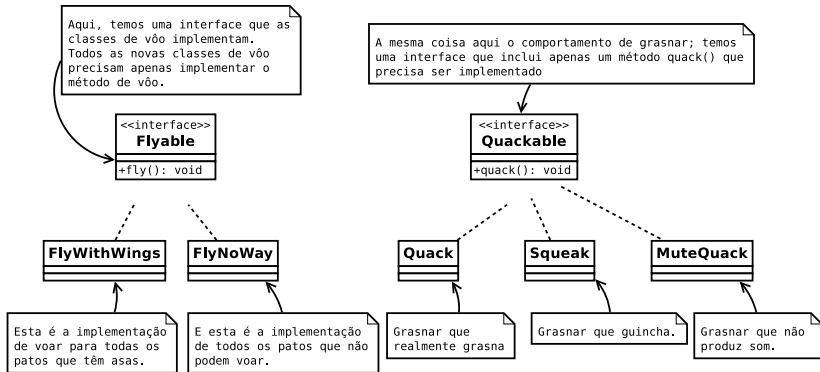 Aqui, temos uma interface que as
classes de vôo implementam.
Todos as novas classes de vôo
precisam apenas implementar o
método de vôo.
A mesma coisa aqui o comportamento de grasnar; temos
uma interface que inclui apenas um método quack() que
precisa ser implementado
<<interface>>
Flyable
+fly(): void
<<interface>>
Quackable
+quack(): void
FlyWithWings
FlyNoWay
Quack
Squeak
MuteQuack
Esta é a implementação
de voar para todas os
patos que têm asas.
E esta é a implementação
de todos os patos que não
podem voar.
Grasnar que
realmente grasna
Grasnar que guincha.
Grasnar que não
produz som.